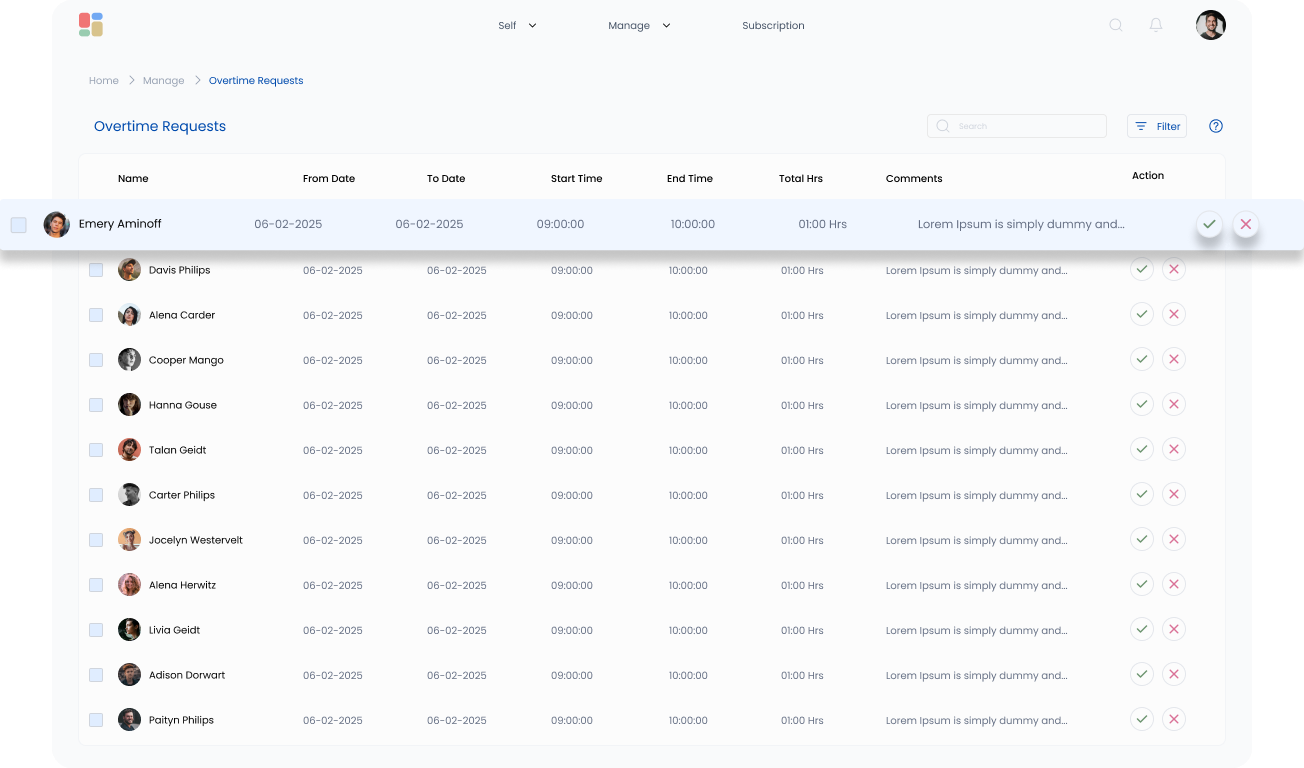 Self Manage Subscription
Home Manage Overtime Requests
Overtime Requests Search Filter
Name From Date To Date Start Time End Time Total Hrs Comments Action
Emery Aminoff 06-02-2025 06-02-2025 09:00:00 10:00:00 01:00 Hrs Lorem Ipsum is simply dummy and...
Davis Philips 06-02-2025 06-02-2025 09:00:00 10:00:00 01:00 Hrs Lorem Ipsum is simply dummy and...
Alena Carder 06-02-2025 06-02-2025 09:00:00 10:00:00 01:00 Hrs Lorem Ipsum is simply dummy and...
Cooper Mango 06-02-2025 06-02-2025 09:00:00 10:00:00 01:00 Hrs Lorem Ipsum is simply dummy and...
Hanna Gouse 06-02-2025 06-02-2025 09:00:00 10:00:00 01:00 Hrs Lorem Ipsum is simply dummy and...
Talan Geidt 06-02-2025 06-02-2025 09:00:00 10:00:00 01:00 Hrs Lorem Ipsum is simply dummy and...
Carter Philips 06-02-2025 06-02-2025 09:00:00 10:00:00 01:00 Hrs Lorem Ipsum is simply dummy and...
Jocelyn Westervelt 06-02-2025 06-02-2025 09:00:00 10:00:00 01:00 Hrs Lorem Ipsum is simply dummy and...
Alena Herwitz 06-02-2025 06-02-2025 09:00:00 10:00:00 01:00 Hrs Lorem Ipsum is simply dummy and...
Livia Geidt 06-02-2025 06-02-2025 09:00:00 10:00:00 01:00 Hrs Lorem Ipsum is simply dummy and...
Adison Dorwart 06-02-2025 06-02-2025 09:00:00 10:00:00 01:00 Hrs Lorem Ipsum is simply dummy and...
Paityn Philips 06-02-2025 06-02-2025 09:00:00 10:00:00 01:00 Hrs Lorem Ipsum is simply dummy and...